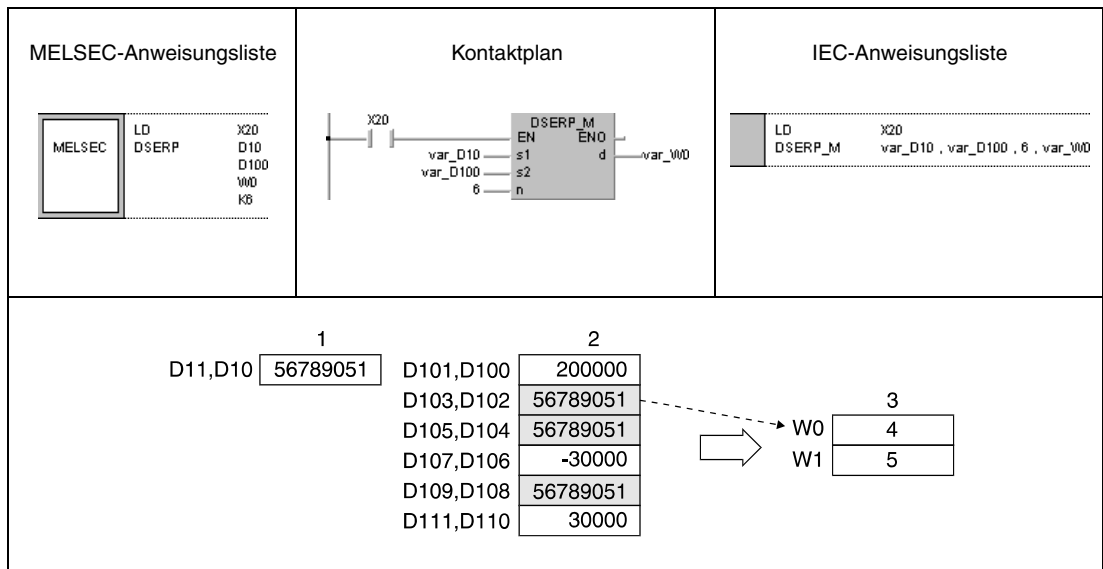 MELSEC-Anweisungsliste
MELSEC
LD X20
DSERP D10
D100
W0
K6
Kontaktplan
X20
DSERP_M
EN ENO
var_D10 s1 d var_W0
var_D100 s2
6 n
IEC-Anweisungsliste
LD X20
DSERP_M var_D10 , var_D100 , 6 , var_W0
1
D11,D10 56789051
2
D101,D100 200000
D103,D102 56789051
D105,D104 56789051
D107,D106 -30000
D109,D108 56789051
D111,D110 30000
3
W0 4
W1 5